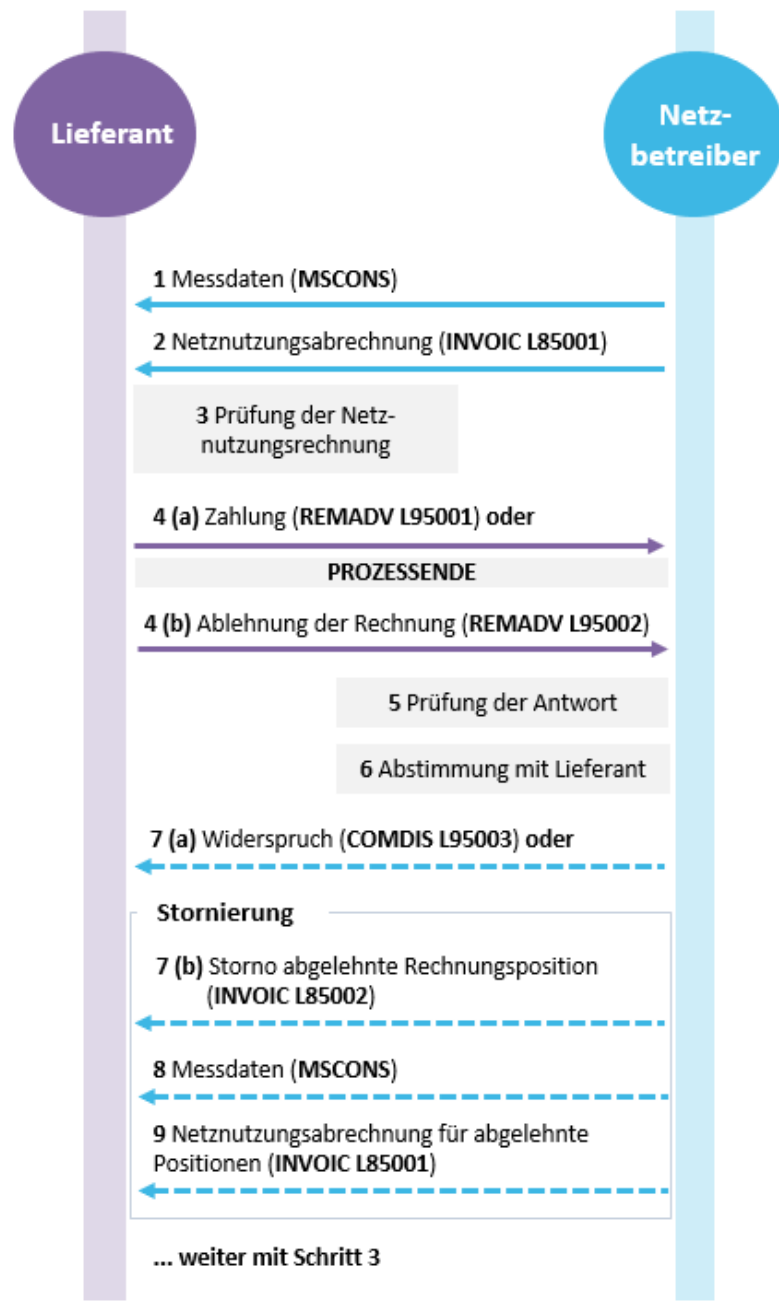 Lieferant
Netz-
betreiber
1 Messdaten (MSCONS)
2 Netznutzungsabrechnung (INVOIC L85001)
3 Prüfung der Netz-
nutzungsrechnung
4 (a) Zahlung (REMADV L95001) oder
PROZESSENDE
4 (b) Ablehnung der Rechnung (REMADV L95002)
5 Prüfung der Antwort
6 Abstimmung mit Lieferant
7 (a) Widerspruch (COMDIS L95003) oder
Stornierung
7 (b) Storno abgelehnte Rechnungsposition
(INVOIC L85002)
8 Messdaten (MSCONS)
9 Netznutzungsabrechnung für abgelehnte
Positionen (INVOIC L85001)
... weiter mit Schritt 3